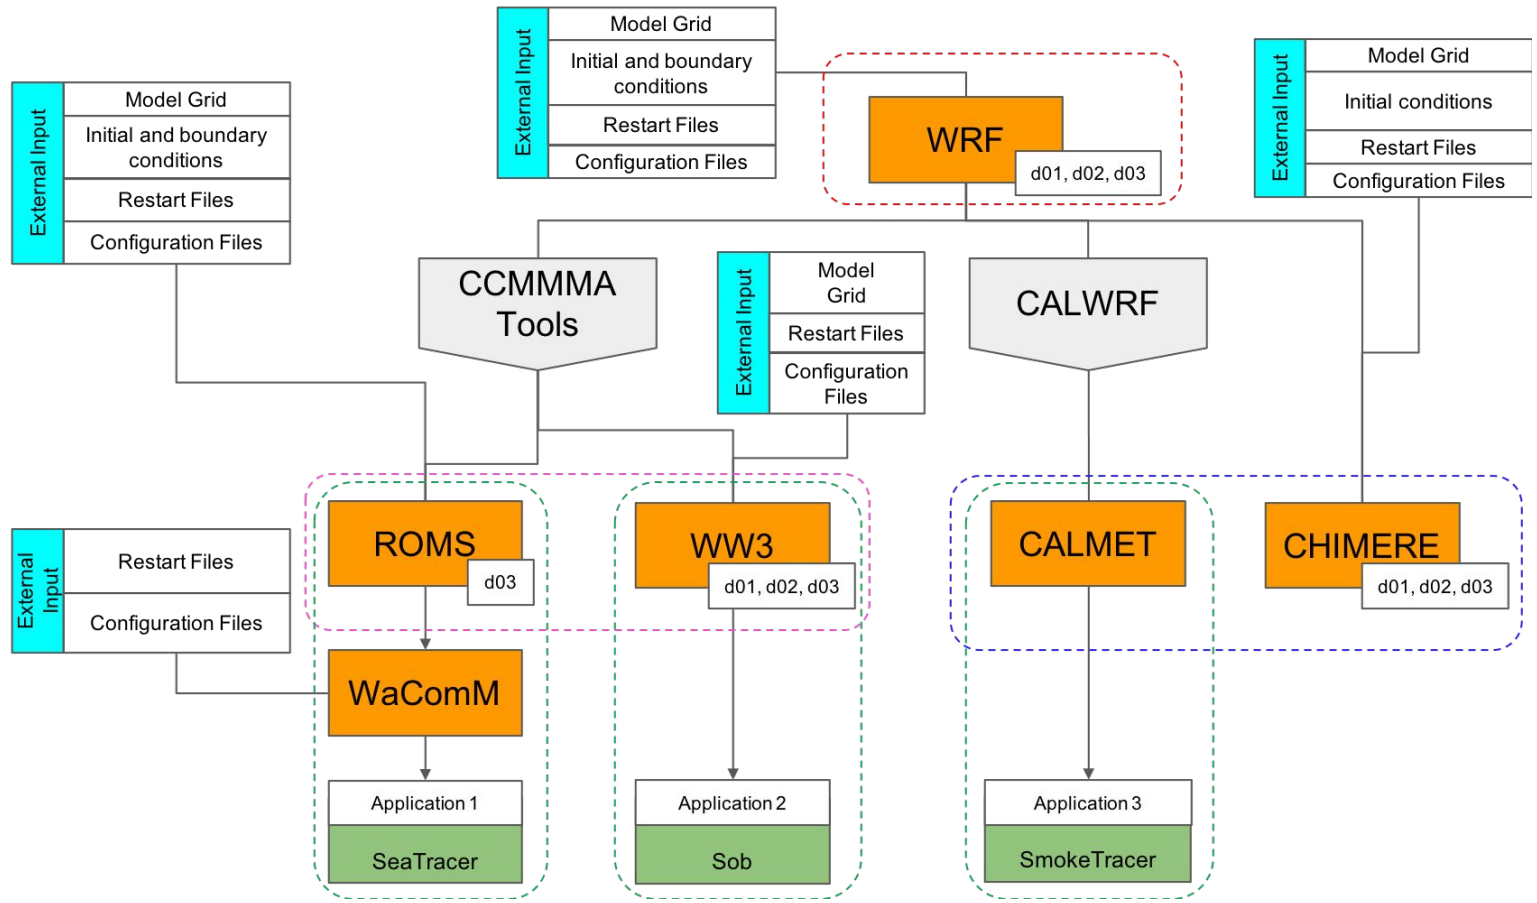 External Input
Model Grid
Initial and boundary
conditions
Restart Files
Configuration Files
External Input
Model Grid
Initial and boundary
conditions
Restart Files
Configuration Files
WRF
d01, d02, d03
External Input
Model Grid
Initial conditions
Restart Files
Configuration Files
CCMMMA
Tools
External Input
Model
Grid
Restart Files
Configuration
Files
CALWRF
ROMS
d03
WW3
d01, d02, d03
CALMET
CHIMERE
d01, d02, d03
External
Input
Restart Files
Configuration Files
WaComM
Application 1
SeaTracer
Application 2
Sob
Application 3
SmokeTracer